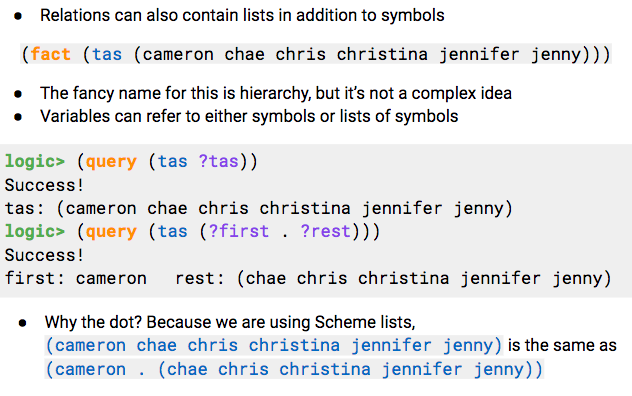 ● Relations can also contain lists in addition to symbols
(fact (tas (cameron chae chris christina jennifer jenny)))
● The fancy name for this is hierarchy, but it’s not a complex idea
● Variables can refer to either symbols or lists of symbols
logic> (query (tas ?tas))
Success!
tas: (cameron chae chris christina jennifer jenny)
logic> (query (tas (?first . ?rest)))
Success!
first: cameron   rest: (chae chris christina jennifer jenny)
● Why the dot? Because we are using Scheme lists,
(cameron chae chris christina jennifer jenny) is the same as
(cameron . (chae chris christina jennifer jenny))